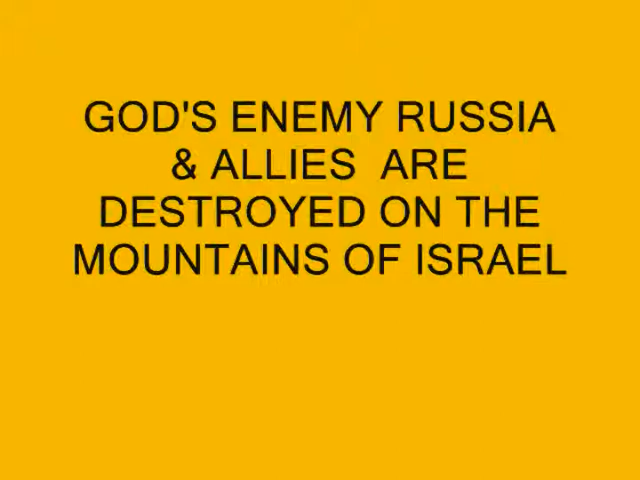 GOD'S ENEMY RUSSIA
& ALLIES  ARE
DESTROYED ON THE
MOUNTAINS OF ISRAEL